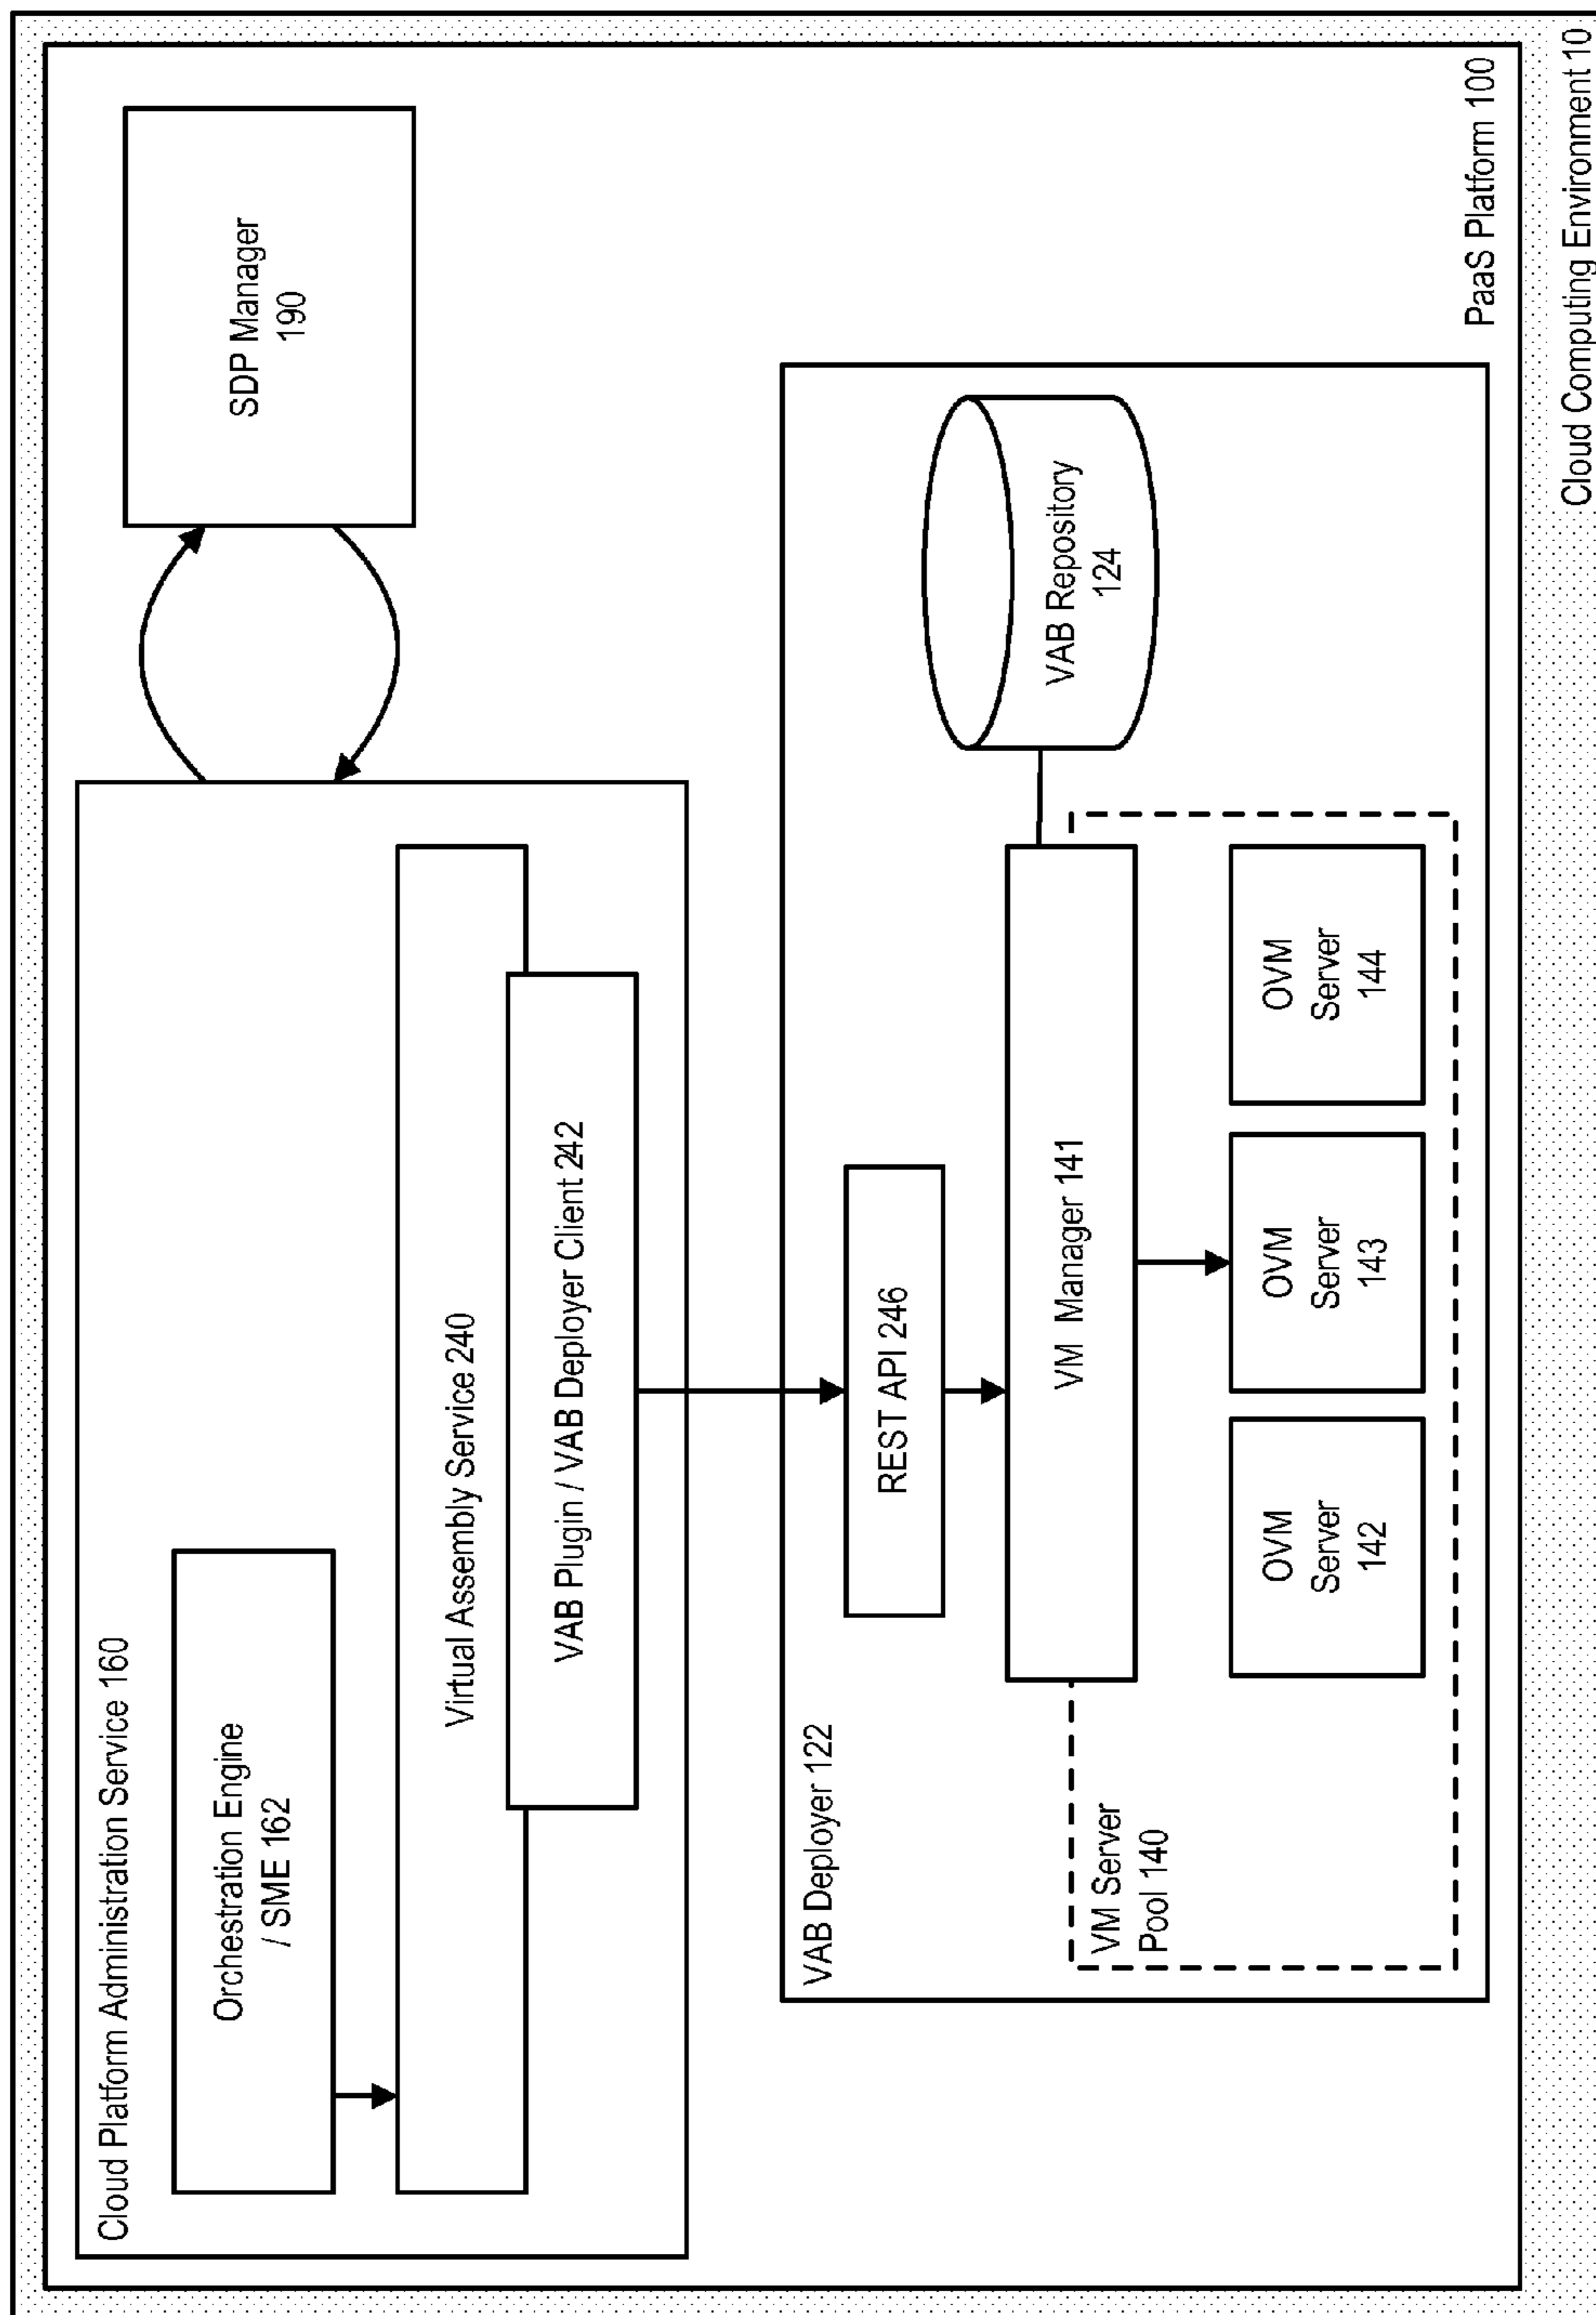 Cloud Platform Administration Service 160
Orchestration Engine
/ SME 162
SDP Manager
190
Virtual Assembly Service 240
VAB Plugin / VAB Deployer Client 242
VAB Deployer 122
REST API 246
VAB Repository
124
VM Manager 141
VM Server
Pool 140
OVM
Server
142
OVM
Server
143
OVM
Server
144
PaaS Platform 100
Cloud Computing Environment 10